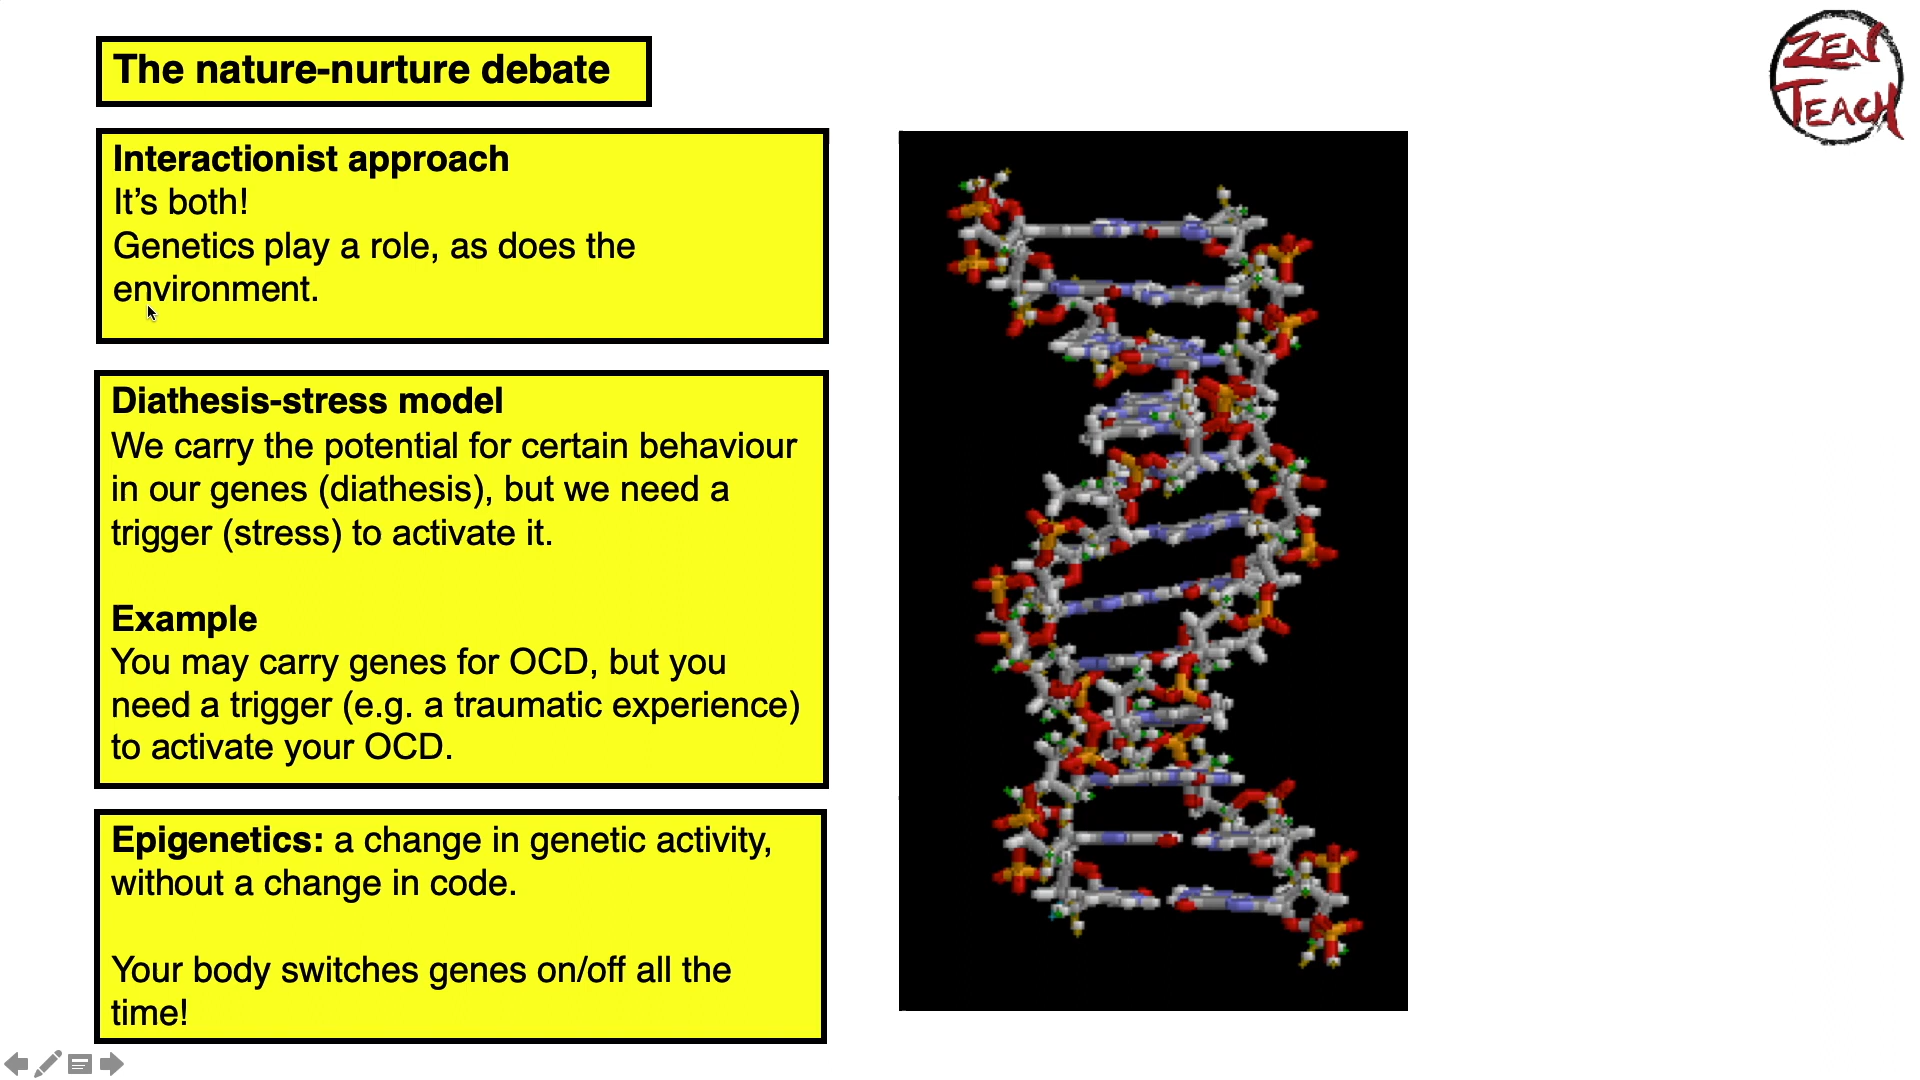 The nature-nurture debate
ZEN
TEACH
Interactionist approach
It’s both!
Genetics play a role, as does the
environment.
Diathesis-stress model
We carry the potential for certain behaviour
in our genes (diathesis), but we need a
trigger (stress) to activate it.
Example
You may carry genes for OCD, but you
need a trigger (e.g. a traumatic experience)
to activate your OCD.
Epigenetics: a change in genetic activity,
without a change in code.
Your body switches genes on/off all the
time!